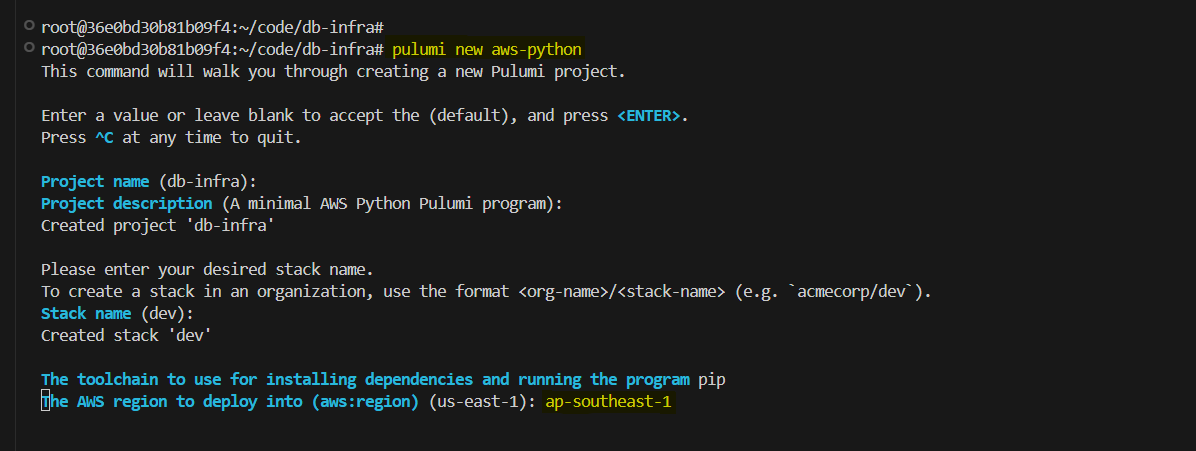 root@36e0bd30b81b09f4:~/code/db-infra#
root@36e0bd30b81b09f4:~/code/db-infra# pulumi new aws-python
This command will walk you through creating a new Pulumi project.
Enter a value or leave blank to accept the (default), and press <ENTER>.
Press ^C at any time to quit.
Project name (db-infra):
Project description (A minimal AWS Python Pulumi program):
Created project 'db-infra'
Please enter your desired stack name.
To create a stack in an organization, use the format <org-name>/<stack-name> (e.g. `acmecorp/dev`).
Stack name (dev):
Created stack 'dev'
The toolchain to use for installing dependencies and running the program pip
The AWS region to deploy into (aws:region) (us-east-1): ap-southeast-1